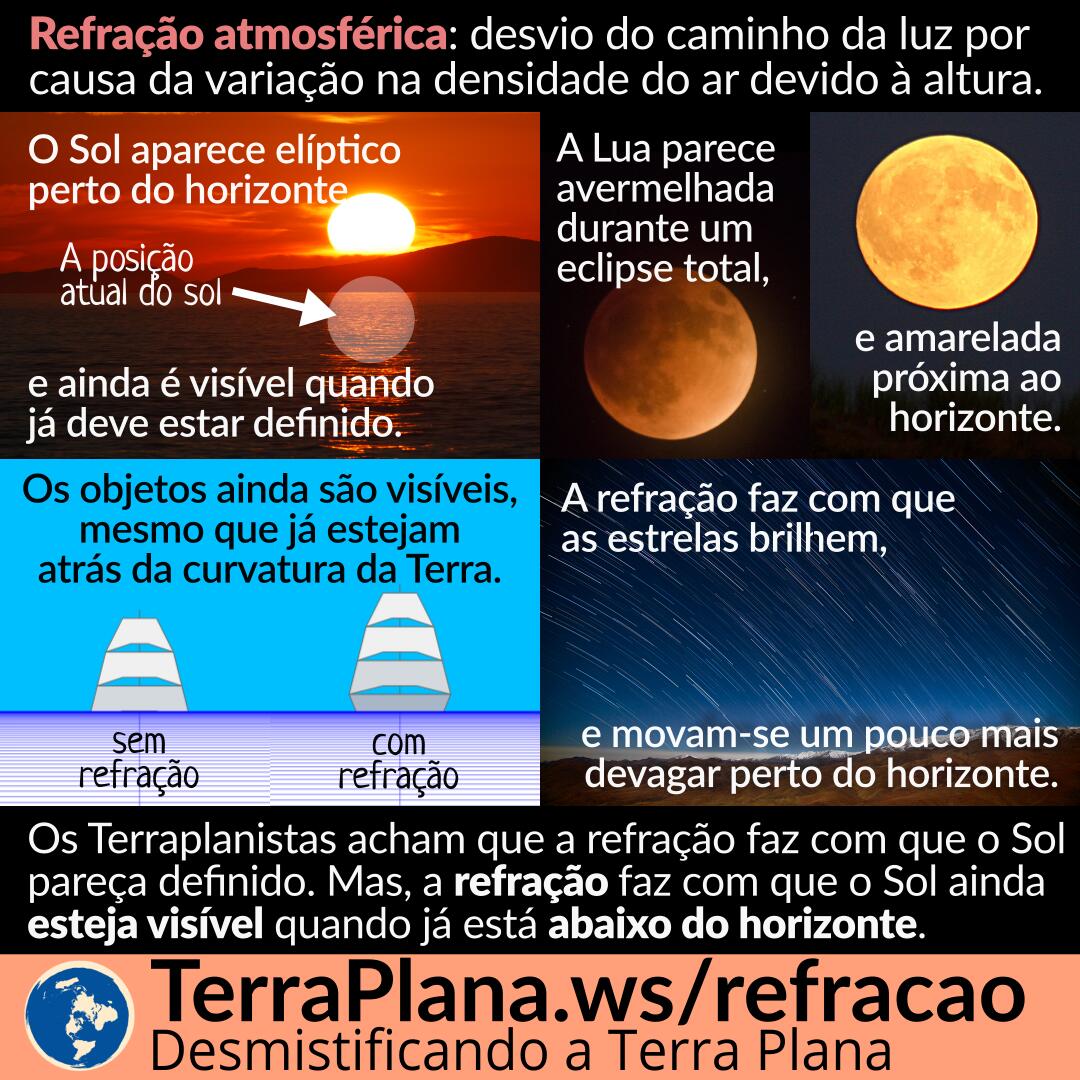 Refração atmosférica: desvio do caminho da luz por
causa da variação na densidade do ar devido à altura.
O Sol aparece elíptico
perto do horizonte
A posição
atual do sol
e ainda é visível quando
já deve estar definido.
A Lua parece
avermelhada
durante um
eclipse total,
e amarelada
próxima ao
horizonte.
Os objetos ainda são visíveis,
mesmo que já estejam
atrás da curvatura da Terra.
sem
refração
com
refração
A refração faz com que
as estrelas brilhem,
e movam-se um pouco mais
devagar perto do horizonte.
Os Terraplanistas acham que a refração faz com que o Sol
pareça definido. Mas, a refração faz com que o Sol ainda
esteja visível quando já está abaixo do horizonte.
TerraPlana.ws/refracao
Desmistificando a Terra Plana